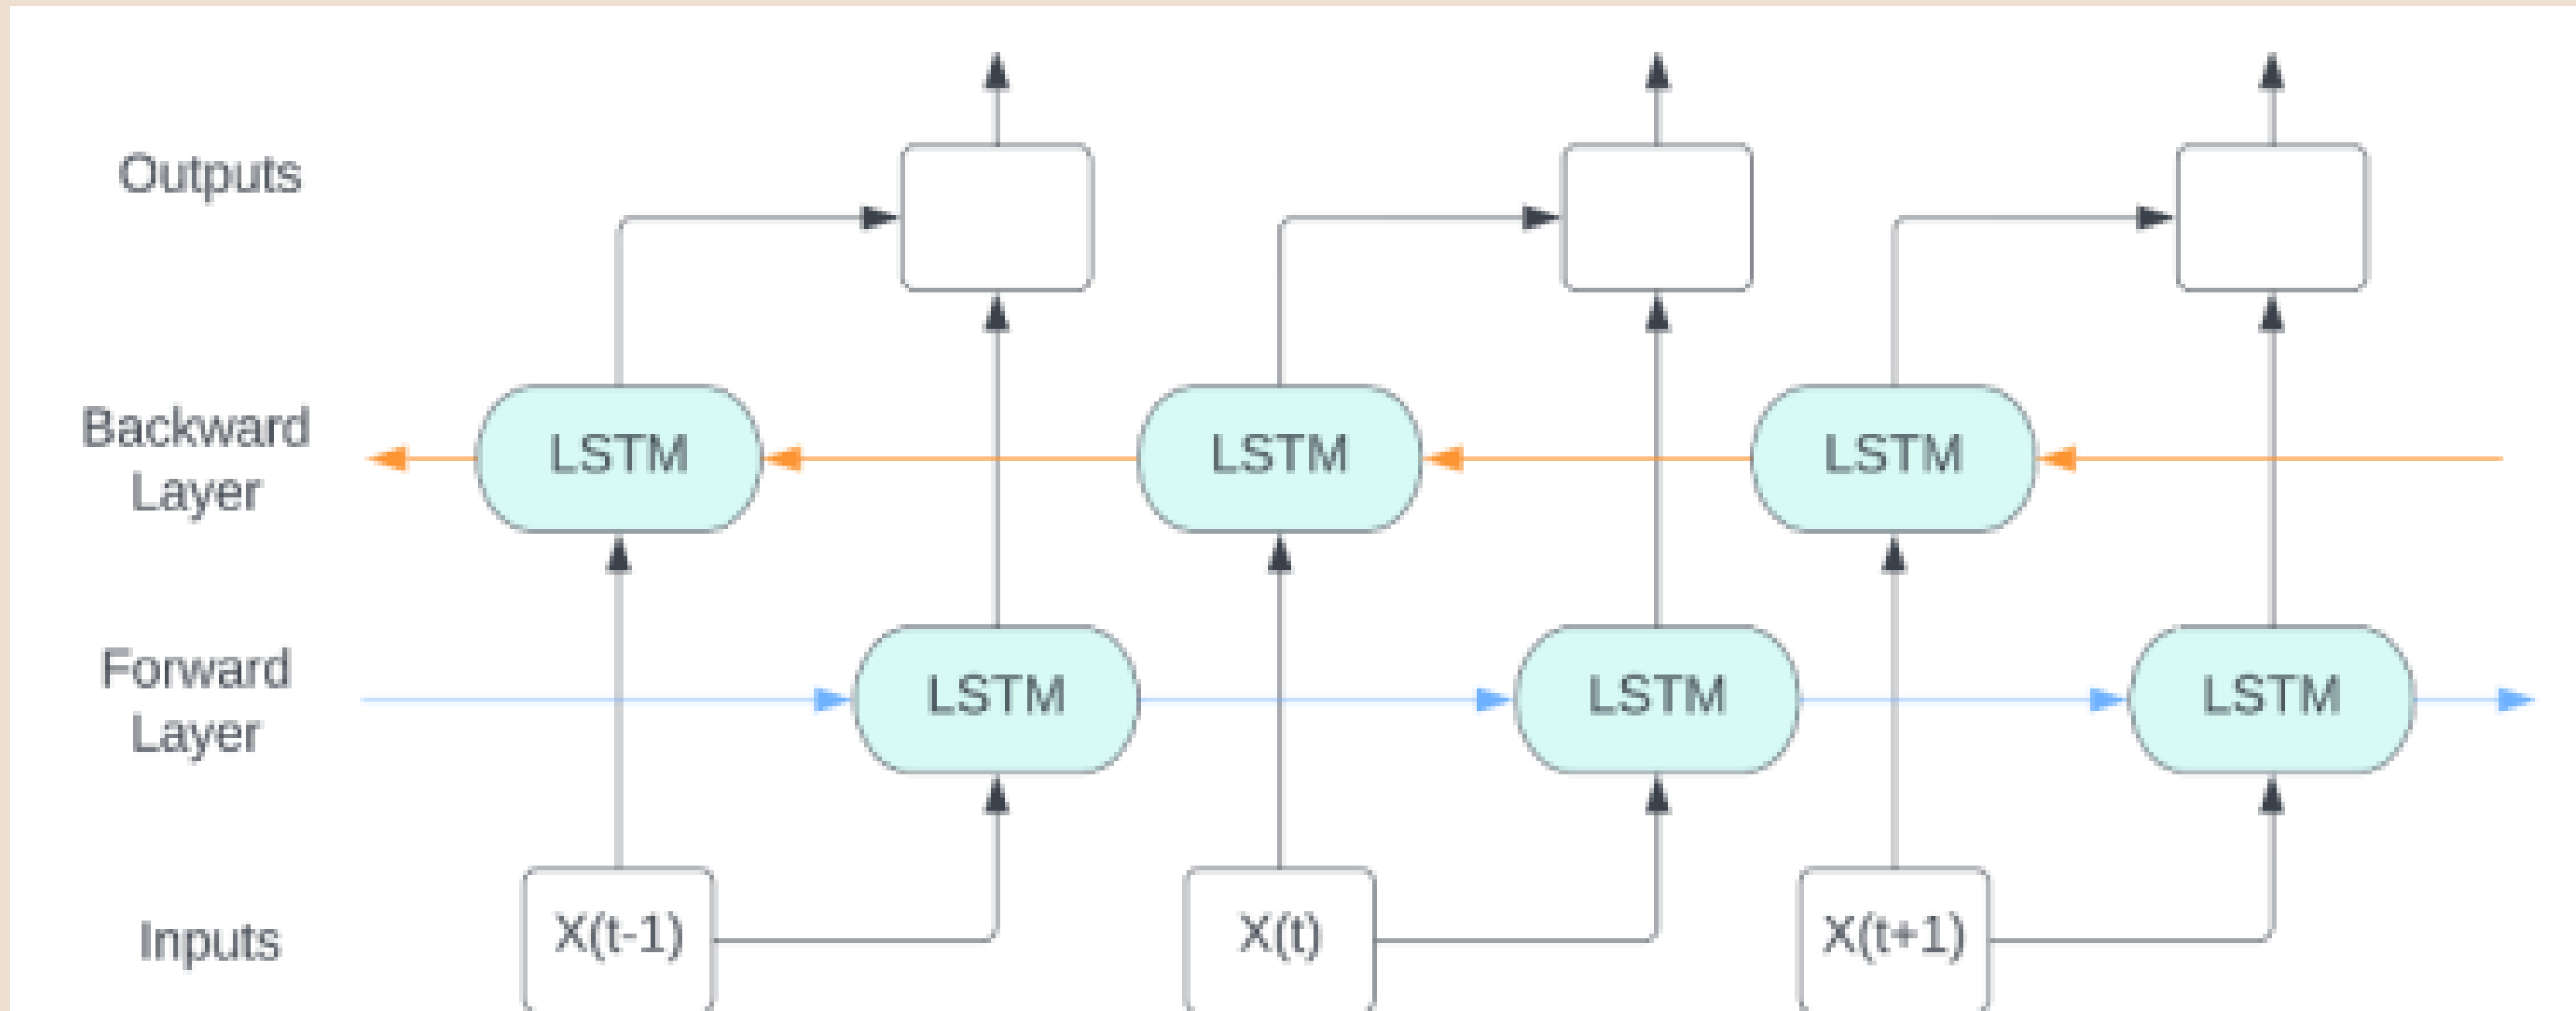 Outputs
Backward
Layer
LSTM
LSTM
LSTM
Forward
Layer
LSTM
LSTM
LSTM
Inputs
X(t-1)
X(t)
X(t+1)